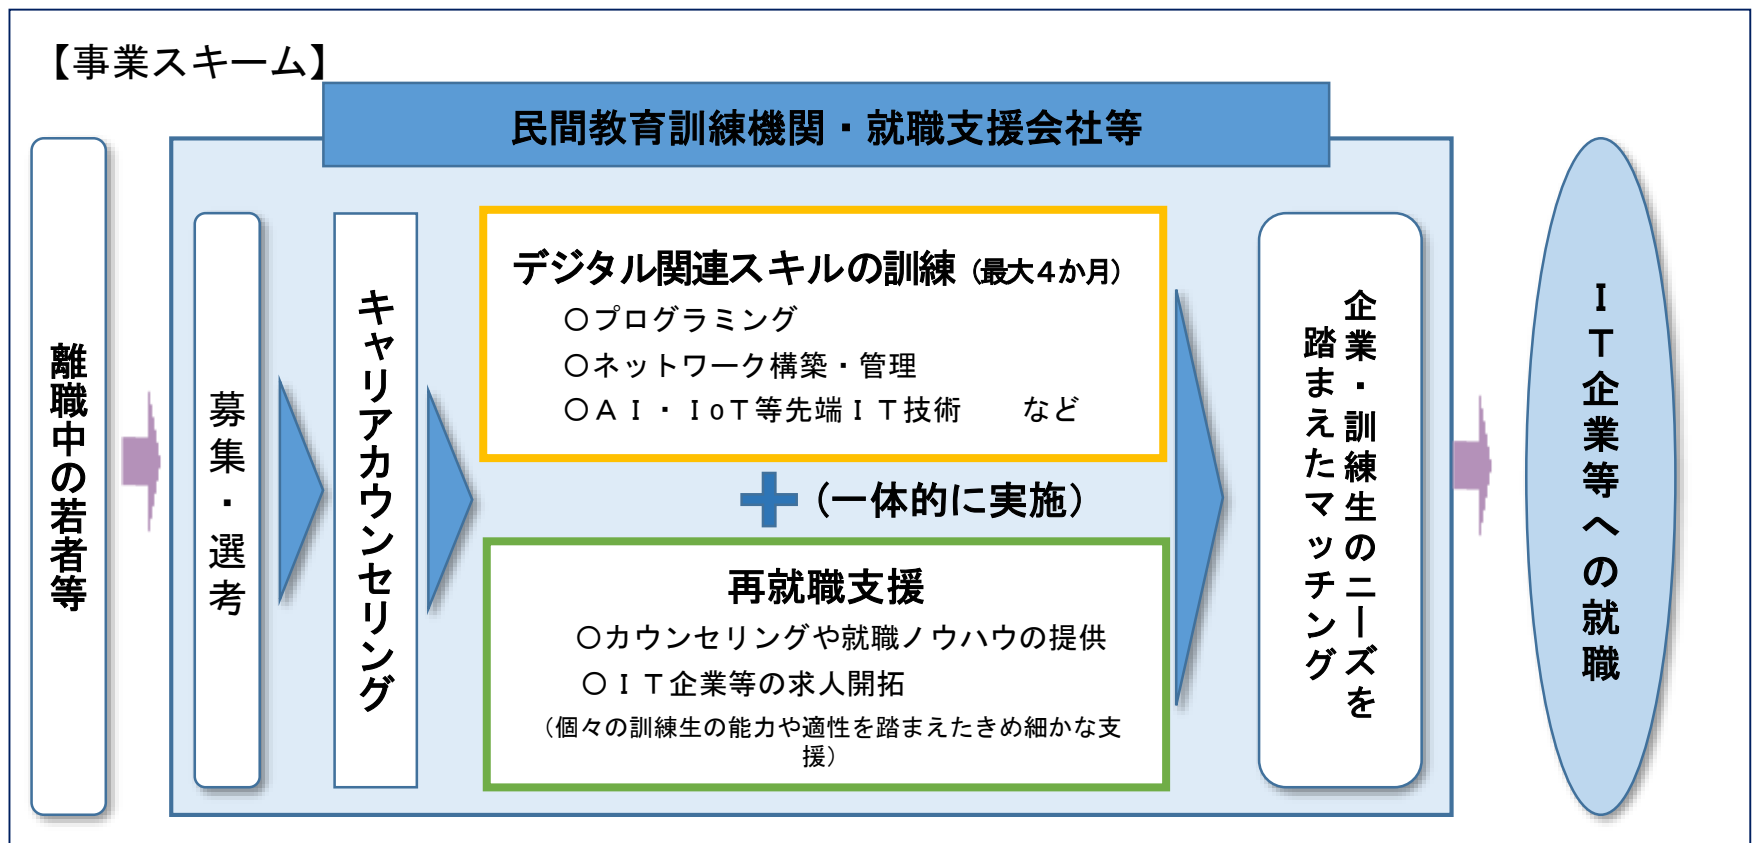 【事業スキーム】
民間教育訓練機関・就職支援会社等
離職中の若者等
募集・選考
キャリアカウンセリング
デジタル関連スキルの訓練（最大４か月）
○プログラミング
○ネットワーク構築・管理
○ＡＩ・ＩoＴ等先端ＩＴ技術　　など
（一体的に実施）
再就職支援
○カウンセリングや就職ノウハウの提供
○ＩＴ企業等の求人開拓
（個々の訓練生の能力や適性を踏まえたきめ細かな支
援）
企業・訓練生のニーズを
踏まえたマッチング
ＩＴ企業等への就職